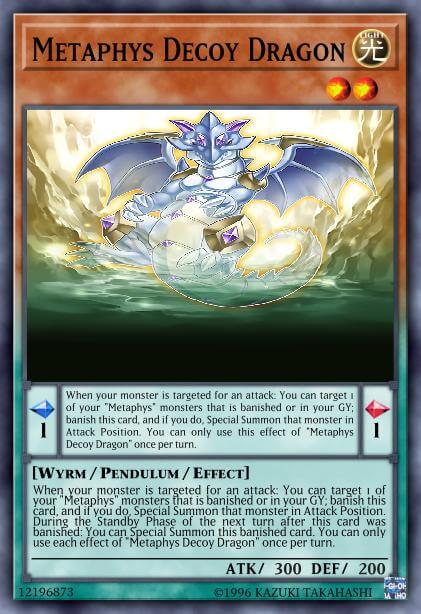 METAPHYS DECOY DRAGON
LIGHT
光
When your monster is targeted for an attack: You can target 1
of your "Metaphys" monsters that is banished or in your GY;
banish this card, and if you do, Special Summon that monster in
Attack Position. You can only use this effect of "Metaphys
Decoy Dragon" once per turn.
1
1
[WYRM / PENDULUM / EFFECT]
When your monster is targeted for an attack: You can target 1 of
your "Metaphys" monsters that is banished or in your GY; banish this
card, and if you do, Special Summon that monster in Attack Position.
During the Standby Phase of the next turn after this card was
banished: You can Special Summon this banished card. You can only
use each effect of "Metaphys Decoy Dragon" once per turn.
ATK/ 300 DEF/ 200
12196873
©1996 KAZUKI TAKAHASHI